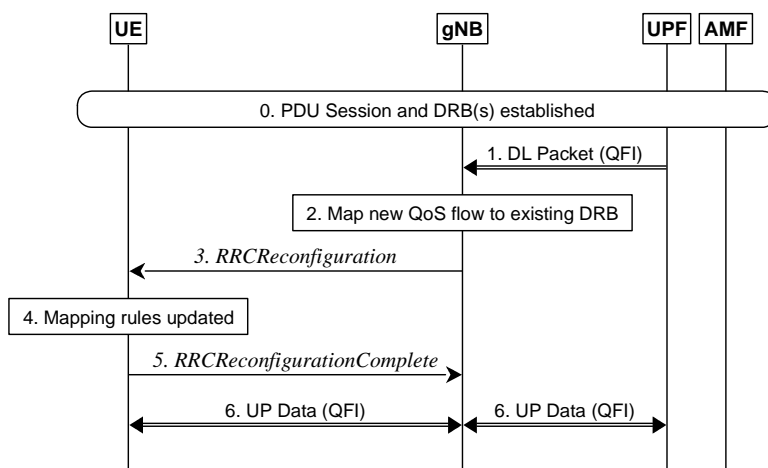 UE
gNB
UPF
AMF
0. PDU Session and DRB(s) established
1. DL Packet (QFI)
2. Map new QoS flow to existing DRB
3. RRCReconfiguration
4. Mapping rules updated
5. RRCReconfigurationComplete
6. UP Data (QFI)
6. UP Data (QFI)